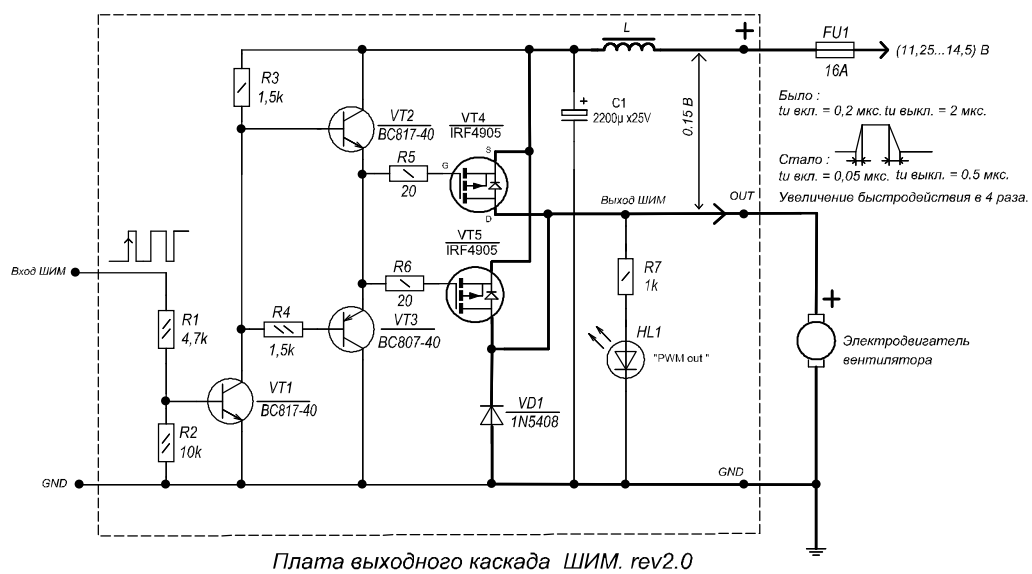 L
+
FU1
16A
(11,25...14,5) В
R3
1,5k
VT2
BC817-40
VT4
IRF4905
C1
2200µ x25V
+
0.15 В
Было :
tи вкл. = 0,2 мкс. tи выкл. = 2 мкс.
Стало :
tи вкл. = 0,05 мкс. tи выкл. = 0.5 мкс.
Увеличение быстродействия в 4 раза.
R5
20
G
S
D
Выход ШИМ
OUT
VT5
IRF4905
Вход ШИМ
R6
20
R7
1k
R1
4,7k
R4
1,5k
VT3
BC807-40
HL1
"PWM out "
+
Электродвигатель
вентилятора
VT1
BC817-40
VD1
1N5408
R2
10k
GND
GND
Плата выходного каскада ШИМ. rev2.0